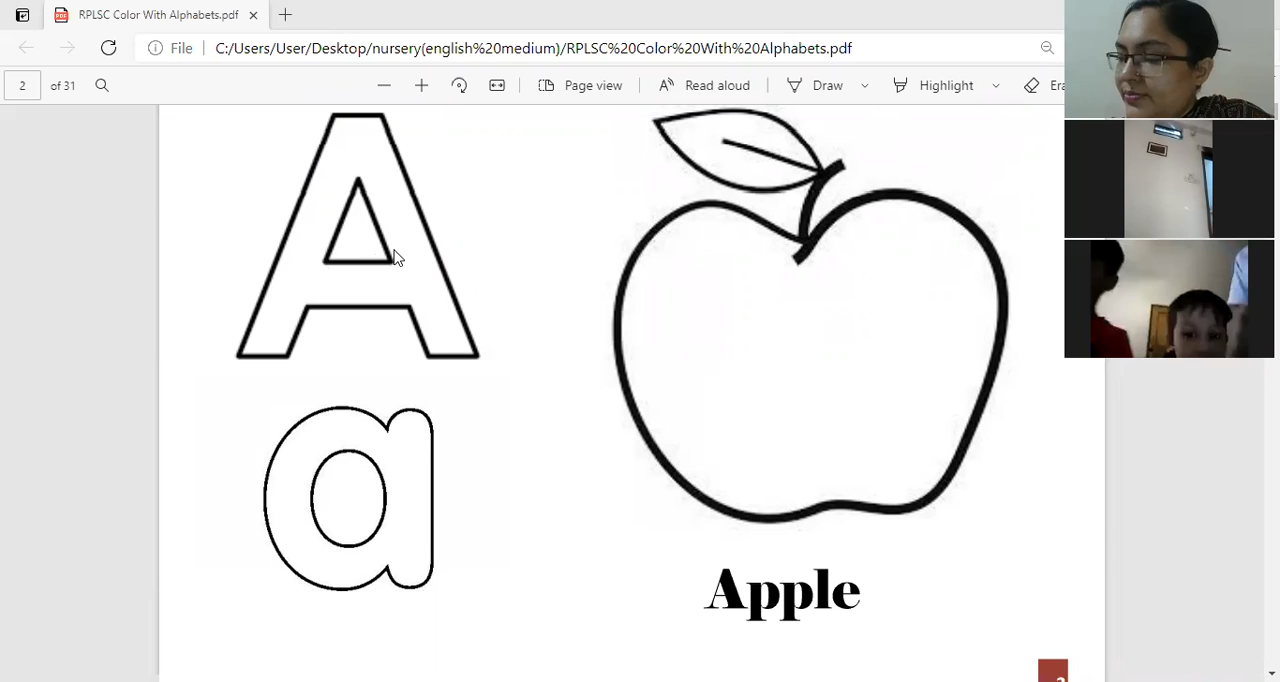 RPLSC Color With Alphabets.pdf
File C:/Users/User/Desktop/nursery(english%20medium)/RPLSC%20Color%20With%20Alphabets.pdf
2 of 31 Page view Read aloud Draw Highlight
A
a
Apple